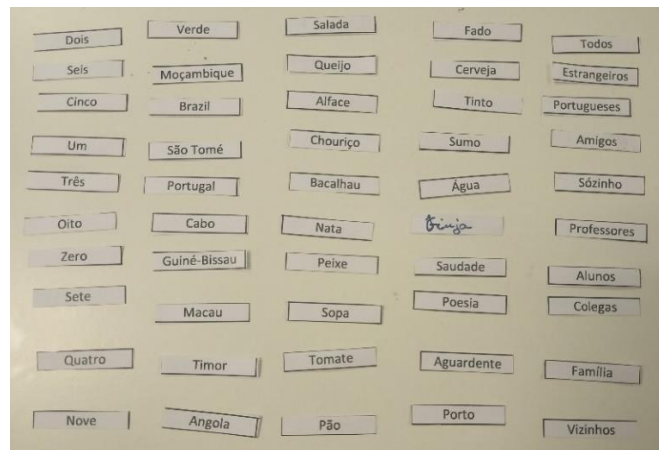 Dois Verde Salada Fado Todos
Seis Moçambique Queijo Cerveja Estrangeiros
Cinco Brazil Alface Tinto Portugueses
Um São Tomé Chouriço Sumo Amigos
Três Portugal Bacalhau Água Sózinho
Oito Cabo Nata Professores
Zero Guiné-Bissau Peixe Saudade Alunos
Sete Macau Sopa Poesia Colegas
Quatro Timor Tomate Aguardente Família
Nove Angola Pão Porto Vizinhos